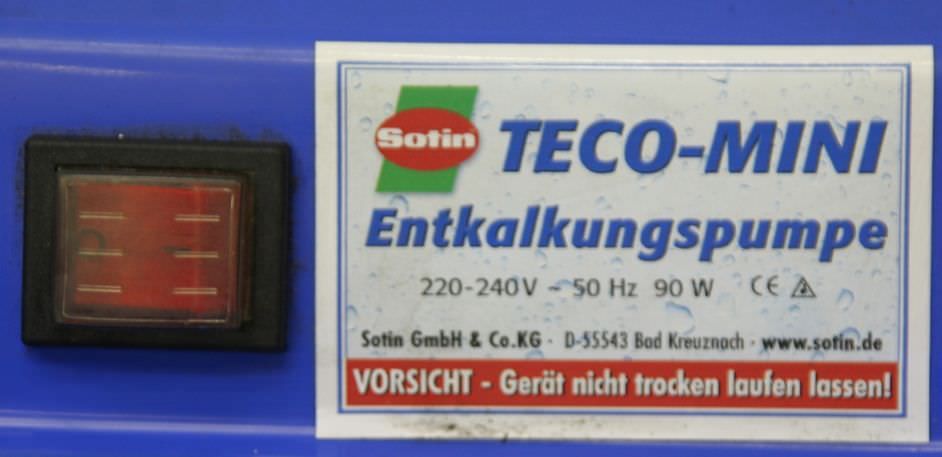 Sotin
TECO-MINI
Entkalkungspumpe
220-240V ~ 50 Hz 90 W CE
Sotin GmbH & Co.KG · D-55543 Bad Kreuznach · www.sotin.de
VORSICHT - Gerät nicht trocken laufen lassen!